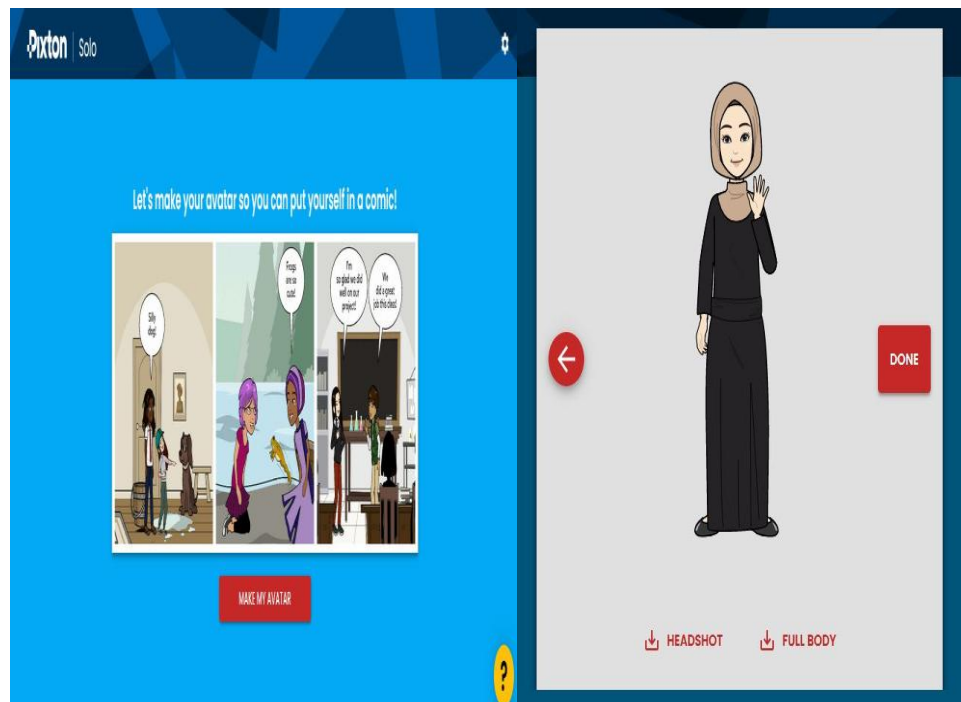 Pixton | Solo
Let's make your avatar so you can put yourself in a comic!
Silly
dog!
Frogs
are so
cute!
I'm
so glad we did
well on our
project!
We
did a great
job this class!
MAKE MY AVATAR
?
DONE
HEADSHOT
FULL BODY